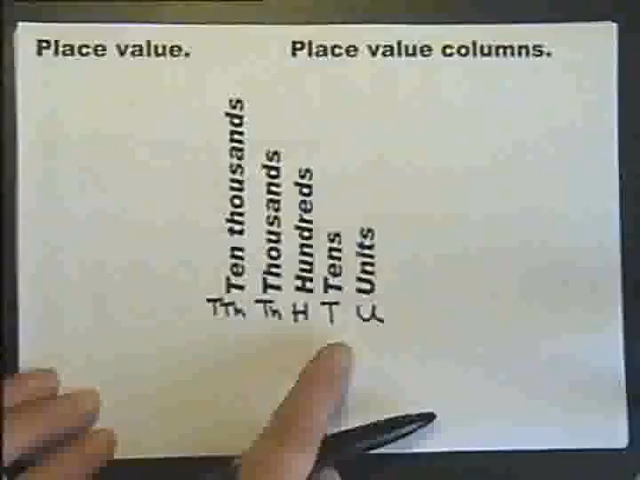 Place value. Place value columns.
Ten thousands
Thousands
Hundreds
Tens
Units
TTh Th H T U